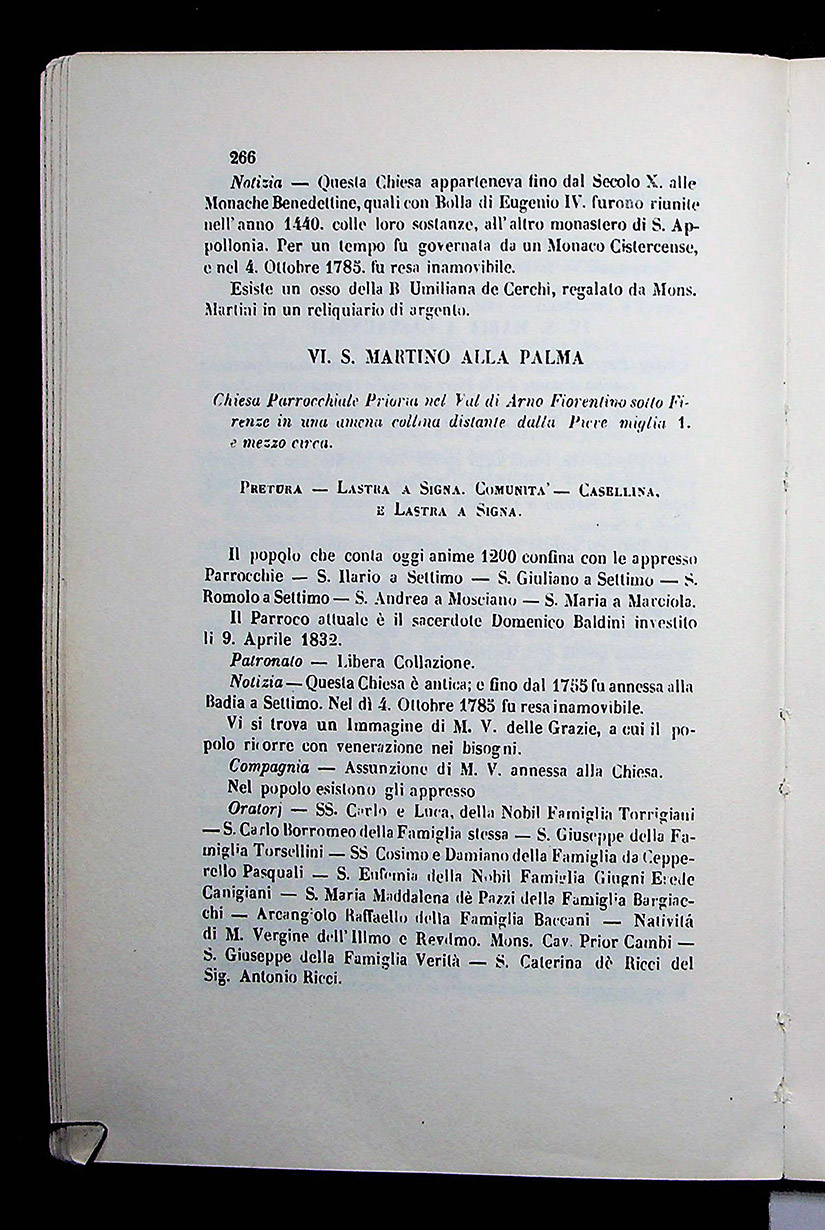 266
Notizia — Questa Chiesa apparteneva fino dal Secolo X. alle
Monache Benedettine, quali con Bolla di Eugenio IV. furono riunite
nell'anno 1440. colle loro sostanze, all'altro monastero di S. Ap-
pollonia. Per un tempo fu governata da un Monaco Cistercense,
e nel 4. Ottobre 1785. fu resa inamovibile.
Esiste un osso della B Umiliana de Cerchi, regalato da Mons.
Martini in un reliquiario di argento.
VI. S. MARTINO ALLA PALMA
Chiesa Parrocchiale Prioria nel Val di Arno Fiorentino sotto Fi-
renze in una amena collina distante dalla Pieve miglia 1.
e mezzo circa.
PRETURA — LASTRA A SIGNA. COMUNITA' — CASELLINA,
E LASTRA A SIGNA.
Il popolo che conta oggi anime 1200 confina con le appresso
Parrocchie — S. Ilario a Settimo — S. Giuliano a Settimo — S.
Romolo a Settimo — S. Andrea a Mosciano — S. Maria a Marciola.
Il Parroco attuale è il sacerdote Domenico Baldini investito
li 9. Aprile 1832.
Patronato — Libera Collazione.
Notizia — Questa Chiesa è antica; e fino dal 1755 fu annessa alla
Badia a Settimo. Nel dì 4. Ottobre 1785 fu resa inamovibile.
Vi si trova un Immagine di M. V. delle Grazie, a cui il po-
polo ricorre con venerazione nei bisogni.
Compagnia — Assunzione di M. V. annessa alla Chiesa.
Nel popolo esistono gli appresso
Oratorj — SS. Carlo e Luca, della Nobil Famiglia Torrigiani
— S. Carlo Borromeo della Famiglia stessa — S. Giuseppe della Fa-
miglia Torsellini — SS Cosimo e Damiano della Famiglia da Ceppe-
rello Pasquali — S. Eufemia della Nobil Famiglia Giugni Erede
Canigiani — S. Maria Maddalena dè Pazzi della Famiglia Bargiac-
chi — Arcangiolo Raffaello della Famiglia Baccani — Natività
di M. Vergine dell'Illmo e Revdmo. Mons. Cav. Prior Cambi —
S. Giuseppe della Famiglia Verità — S. Caterina dè Ricci del
Sig. Antonio Ricci.